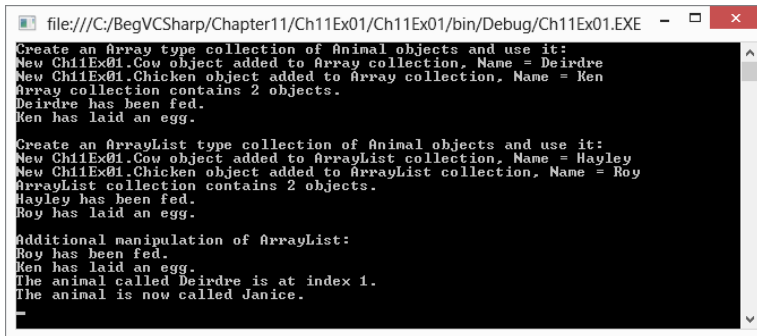 file:///C:/BegVCSharp/Chapter11/Ch11Ex01/Ch11Ex01/bin/Debug/Ch11Ex01.EXE
Create an Array type collection of Animal objects and use it:
New Ch11Ex01.Cow object added to Array collection, Name = Deirdre
New Ch11Ex01.Chicken object added to Array collection, Name = Ken
Array collection contains 2 objects.
Deirdre has been fed.
Ken has laid an egg.
Create an ArrayList type collection of Animal objects and use it:
New Ch11Ex01.Cow object added to ArrayList collection, Name = Hayley
New Ch11Ex01.Chicken object added to ArrayList collection, Name = Roy
ArrayList collection contains 2 objects.
Hayley has been fed.
Roy has laid an egg.
Additional manipulation of ArrayList:
Roy has been fed.
Ken has laid an egg.
The animal called Deirdre is at index 1.
The animal is now called Janice.